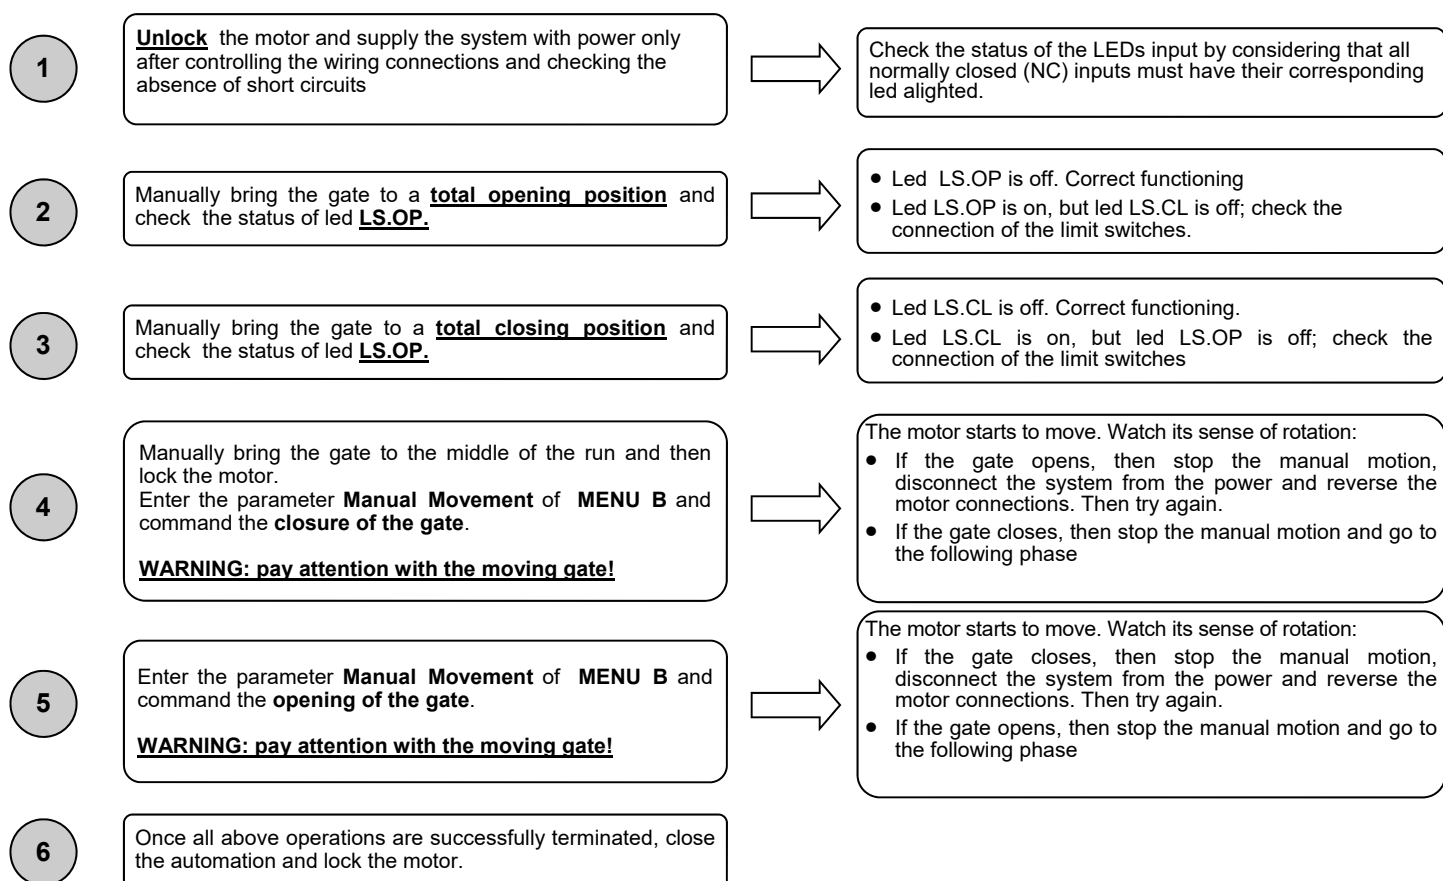 1
Unlock the motor and supply the system with power only
after controlling the wiring connections and checking the
absence of short circuits
Check the status of the LEDs input by considering that all
normally closed (NC) inputs must have their corresponding
led alighted.
2
Manually bring the gate to a total opening position and
check the status of led LS.OP.
● Led LS.OP is off. Correct functioning
● Led LS.OP is on, but led LS.CL is off; check the
connection of the limit switches.
3
Manually bring the gate to a total closing position and
check the status of led LS.OP.
● Led LS.CL is off. Correct functioning.
● Led LS.CL is on, but led LS.OP is off; check the
connection of the limit switches
4
Manually bring the gate to the middle of the run and then
lock the motor.
Enter the parameter Manual Movement of MENU B and
command the closure of the gate.
WARNING: pay attention with the moving gate!
The motor starts to move. Watch its sense of rotation:
● If the gate opens, then stop the manual motion,
disconnect the system from the power and reverse the
motor connections. Then try again.
● If the gate closes, then stop the manual motion and go to
the following phase
5
Enter the parameter Manual Movement of MENU B and
command the opening of the gate.
WARNING: pay attention with the moving gate!
The motor starts to move. Watch its sense of rotation:
● If the gate closes, then stop the manual motion,
disconnect the system from the power and reverse the
motor connections. Then try again.
● If the gate opens, then stop the manual motion and go to
the following phase
6
Once all above operations are successfully terminated, close
the automation and lock the motor.